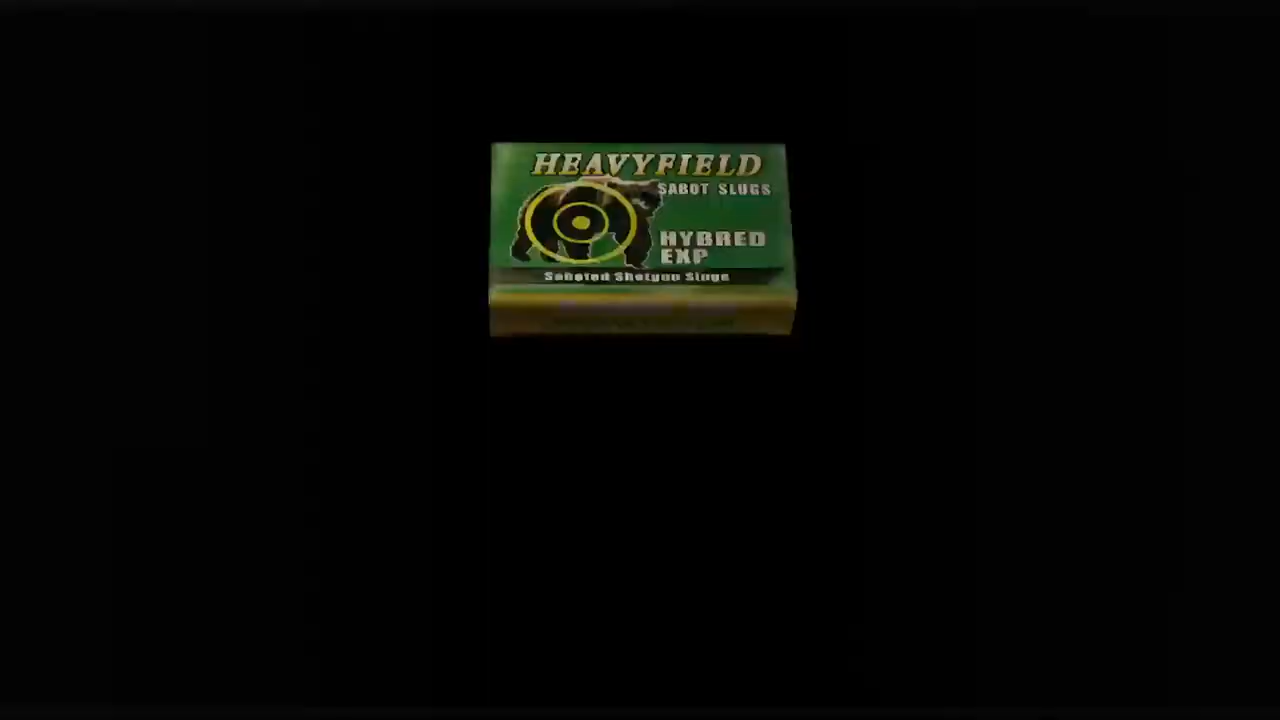 HEAVYFIELD
SABOT SLUGS
HYBRED
EXP
Saboted Shotgun Slugs